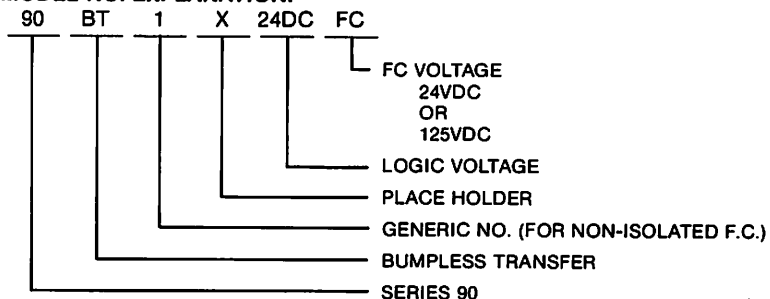 MODEL NO. EXPLANATION:
90 BT 1 X 24DC FC
FC VOLTAGE
24VDC
OR
125VDC
LOGIC VOLTAGE
PLACE HOLDER
GENERIC NO. (FOR NON-ISOLATED F.C.)
BUMPLESS TRANSFER
SERIES 90